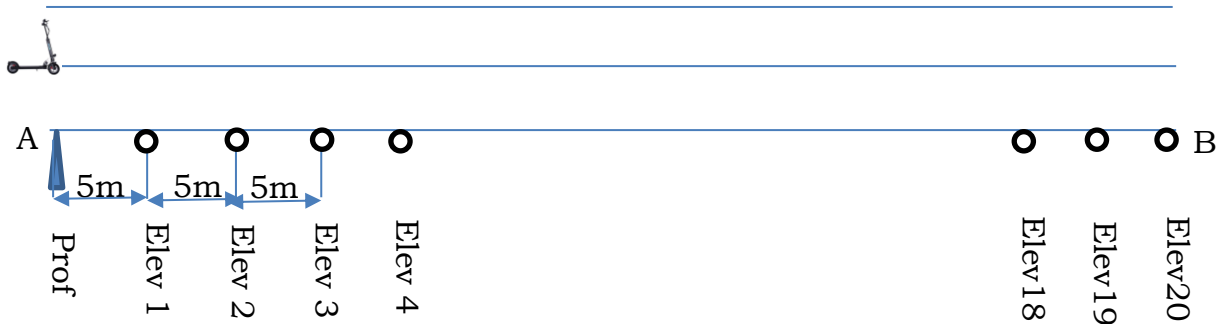 A
B
5m
5m
5m
Prof
Elev 1
Elev 2
Elev 3
Elev 4
Elev18
Elev19
Elev20